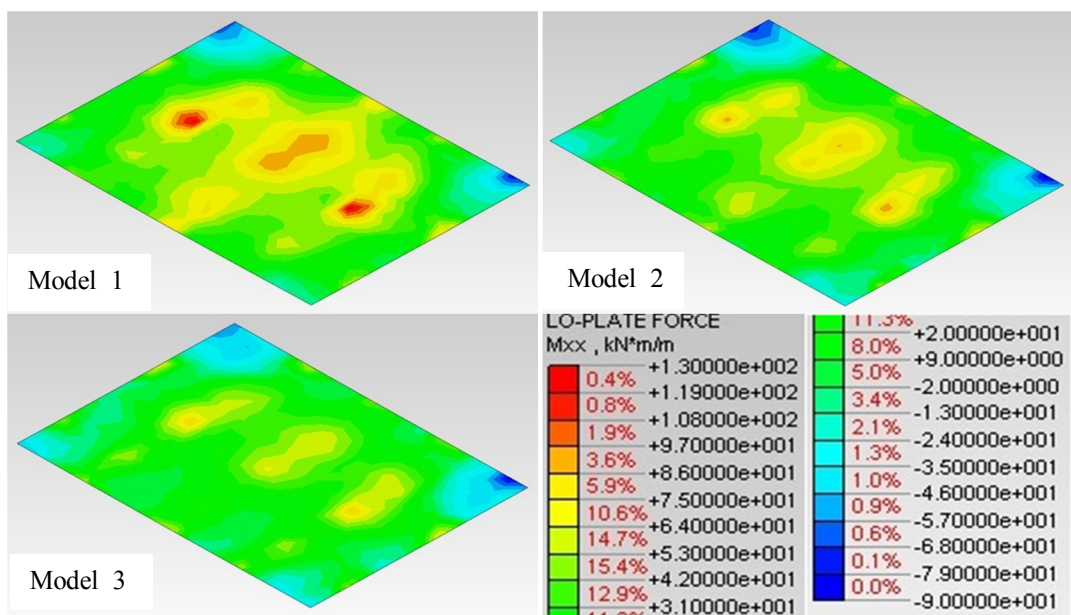 Model 1
Model 2
Model 3
LO-PLATE FORCE
Mxx , kN*m/m
+1.30000e+002
0.4%
+1.19000e+002
0.8%
+1.08000e+002
1.9%
+9.70000e+001
3.6%
+8.60000e+001
5.9%
+7.50000e+001
10.6%
+6.40000e+001
14.7%
+5.30000e+001
15.4%
+4.20000e+001
12.9%
+3.10000e+001
11.3%
+2.00000e+001
8.0%
+9.00000e+000
5.0%
-2.00000e+000
3.4%
-1.30000e+001
2.1%
-2.40000e+001
1.3%
-3.50000e+001
1.0%
-4.60000e+001
0.9%
-5.70000e+001
0.6%
-6.80000e+001
0.1%
-7.90000e+001
0.0%
-9.00000e+001